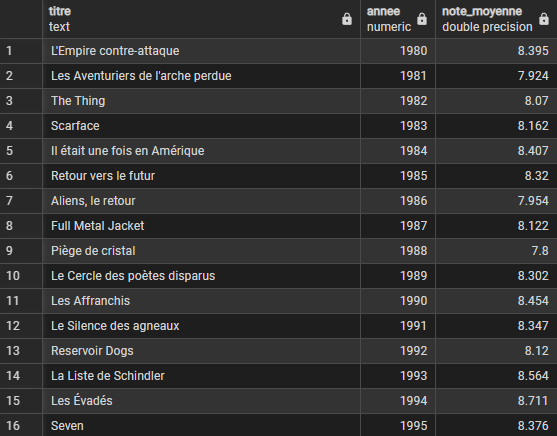 titre annee note_moyenne
text numeric double precision
1 L'Empire contre-attaque 1980 8.395
2 Les Aventuriers de l'arche perdue 1981 7.924
3 The Thing 1982 8.07
4 Scarface 1983 8.162
5 Il était une fois en Amérique 1984 8.407
6 Retour vers le futur 1985 8.32
7 Aliens, le retour 1986 7.954
8 Full Metal Jacket 1987 8.122
9 Piège de cristal 1988 7.8
10 Le Cercle des poètes disparus 1989 8.302
11 Les Affranchis 1990 8.454
12 Le Silence des agneaux 1991 8.347
13 Reservoir Dogs 1992 8.12
14 La Liste de Schindler 1993 8.564
15 Les Évadés 1994 8.711
16 Seven 1995 8.376